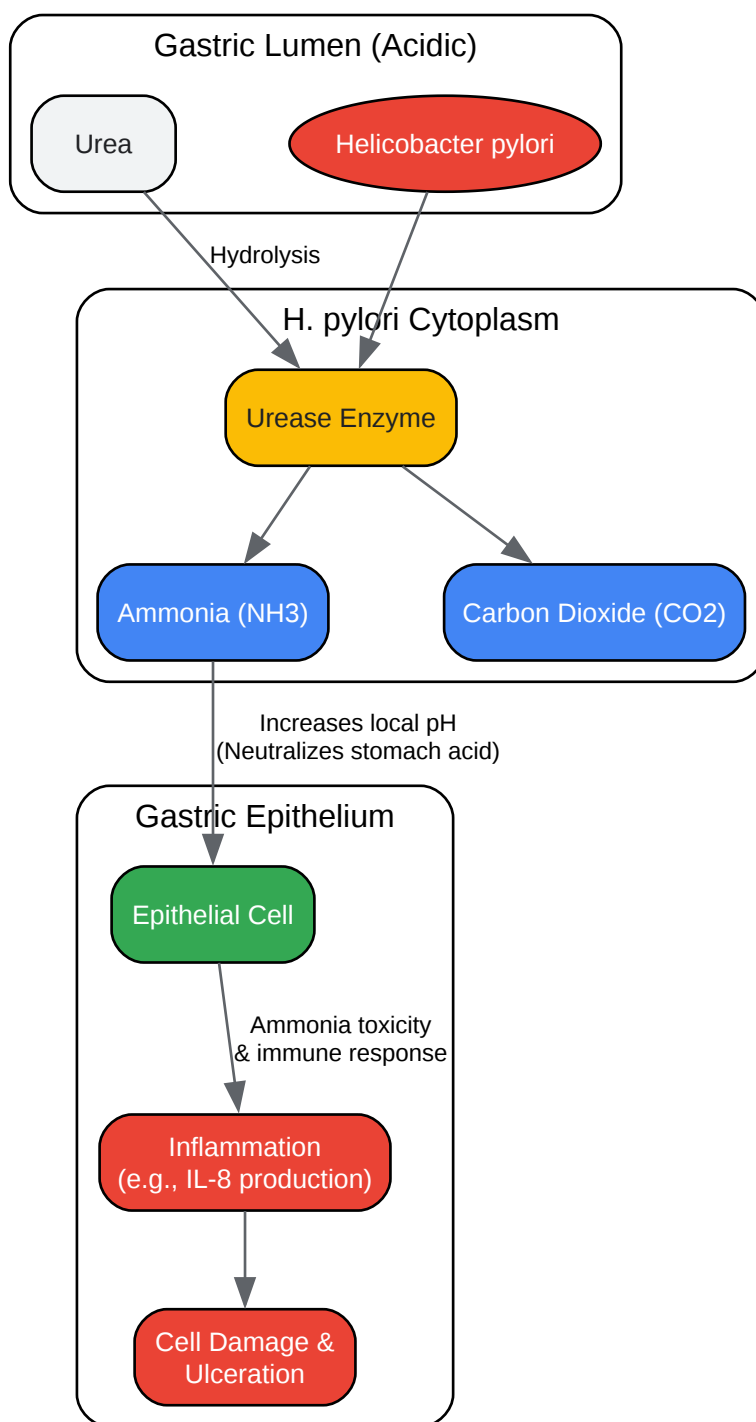 Gastric Lumen (Acidic)
Urea
Helicobacter pylori
Hydrolysis
H. pylori Cytoplasm
Urease Enzyme
Ammonia (NH3)
Carbon Dioxide (CO2)
Increases local pH
(Neutralizes stomach acid)
Gastric Epithelium
Epithelial Cell
Ammonia toxicity
& immune response
Inflammation
(e.g., IL-8 production)
Cell Damage &
Ulceration